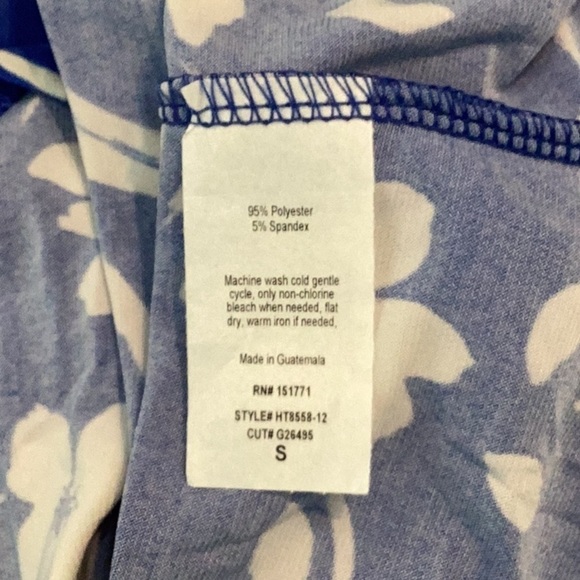 95% Polyester
5% Spandex
Machine wash cold gentle
cycle, only non-chlorine
bleach when needed, flat
dry, warm iron if needed,
Made in Guatemala
RN# 151771
STYLE# HT8558-12
CUT# G26495
S